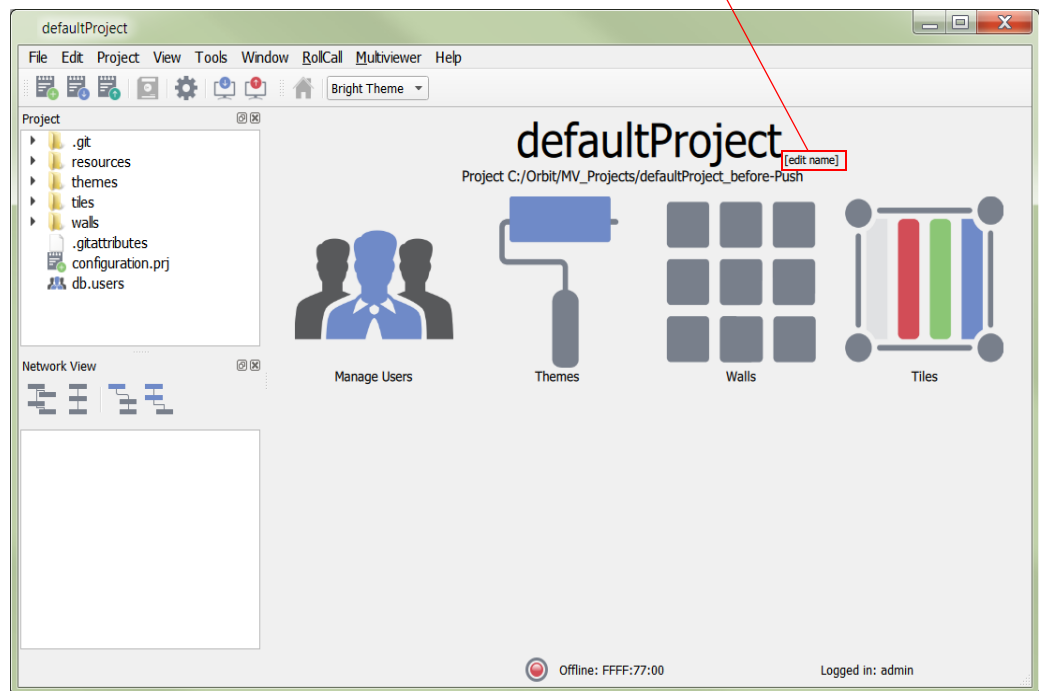 defaultProject
File Edit Project View Tools Window RollCall Multiviewer Help
Bright Theme
Project
.git
resources
themes
tiles
walls
.gitattributes
configuration.prj
db.users
Network View
defaultProject
[edit name]
Project C:/Orbit/MV_Projects/defaultProject_before-Push
Manage Users
Themes
Walls
Tiles
Offline: FFFF:77:00
Logged in: admin